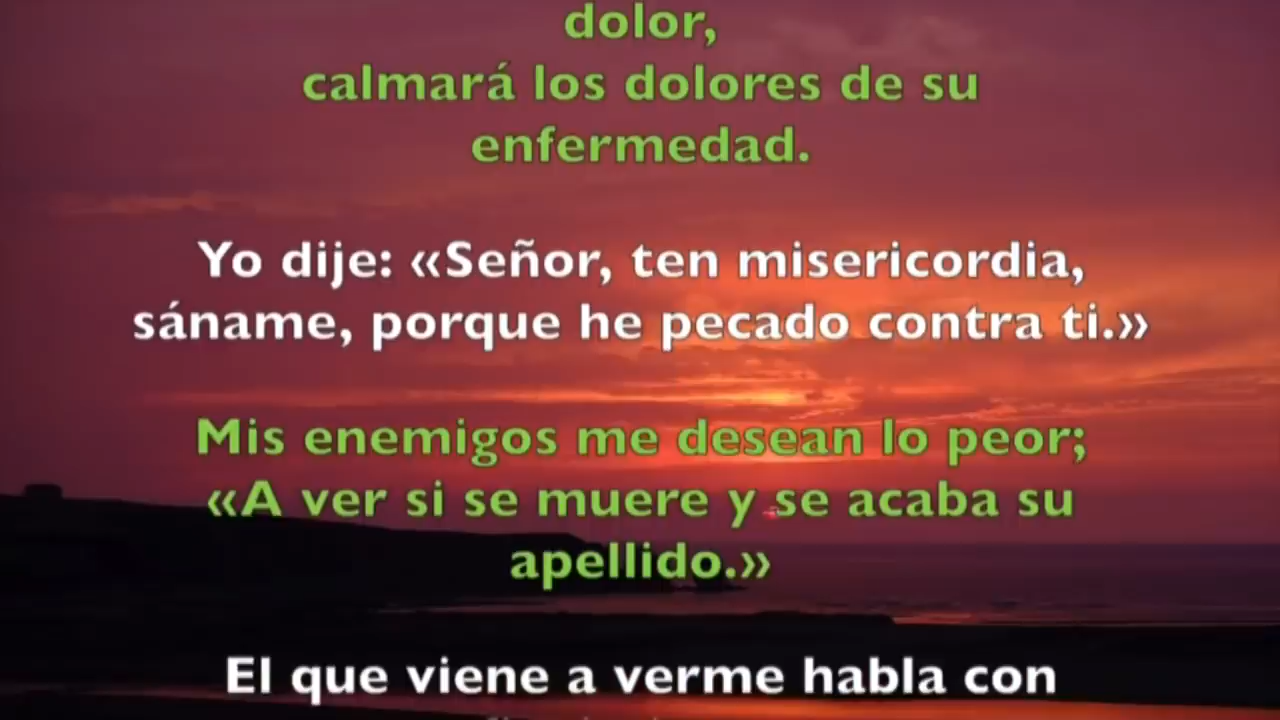 dolor,
calmará los dolores de su
enfermedad.
Yo dije: «Señor, ten misericordia,
sáname, porque he pecado contra ti.»
Mis enemigos me desean lo peor;
«A ver si se muere y se acaba su
apellido.»
El que viene a verme habla con